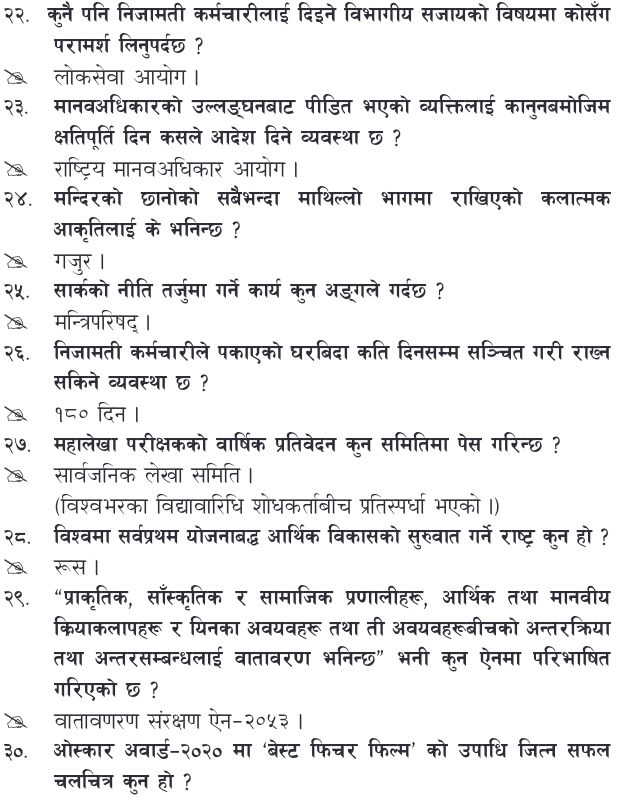 २२. कुनै पनि निजामती कर्मचारीलाई दिइने विभागीय सजायको विषयमा कोसँग
परामर्श लिनुपर्दछ ?
लोकसेवा आयोग ।
२३. मानवअधिकारको उल्लङ्घनबाट पीडित भएको व्यक्तिलाई कानुनबमोजिम
क्षतिपूर्ति दिन कसले आदेश दिने व्यवस्था छ ?
राष्ट्रिय मानवअधिकार आयोग ।
२४. मन्दिरको छानोको सबैभन्दा माथिल्लो भागमा राखिएको कलात्मक
आकृतिलाई के भनिन्छ ?
गजुर ।
२५. सार्कको नीति तर्जुमा गर्ने कार्य कुन अङ्गले गर्दछ ?
मन्त्रिपरिषद् ।
२६. निजामती कर्मचारीले पकाएको घरबिदा कति दिनसम्म सञ्चित गरी राख्न
सकिने व्यवस्था छ ?
१८० दिन ।
२७. महालेखा परीक्षकको वार्षिक प्रतिवेदन कुन समितिमा पेस गरिन्छ ?
सार्वजनिक लेखा समिति ।
(विश्वभरका विद्यावारिधि शोधकर्ताबीच प्रतिस्पर्धा भएको ।)
२८. विश्वमा सर्वप्रथम योजनाबद्ध आर्थिक विकासको सुरुवात गर्ने राष्ट्र कुन हो ?
रूस ।
२९. “प्राकृतिक, साँस्कृतिक र सामाजिक प्रणालीहरू, आर्थिक तथा मानवीय
क्रियाकलापहरू र यिनका अवयवहरू तथा ती अवयवहरूबीचको अन्तरक्रिया
तथा अन्तरसम्बन्धलाई वातावरण भनिन्छ” भनी कुन ऐनमा परिभाषित
गरिएको छ ?
वातावणरण संरक्षण ऐन–२०५३ ।
३०. ओस्कार अवार्ड–२०२० मा ‘बेस्ट फिचर फिल्म’ को उपाधि जित्न सफल
चलचित्र कुन हो ?